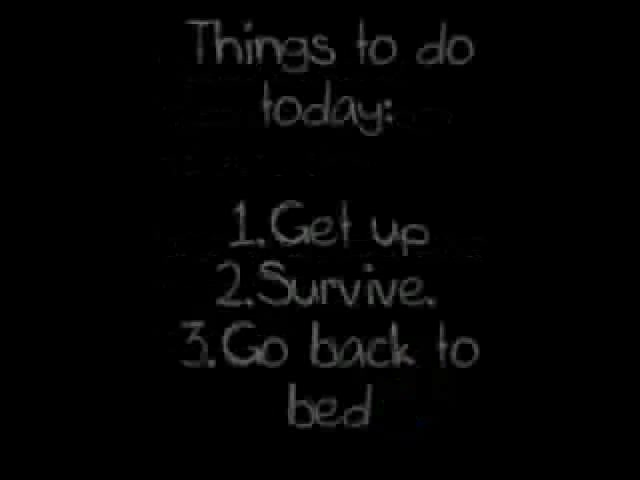 Things to do
today:
1.Get up
2.Survive.
3.Go back to
bed